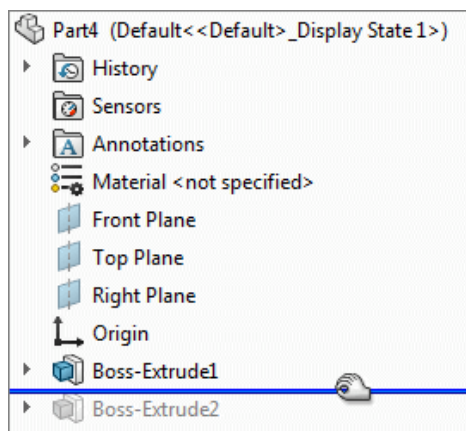 Part4 (Default<<Default>_Display State 1>)
History
Sensors
A Annotations
Material <not specified>
Front Plane
Top Plane
Right Plane
Origin
Boss-Extrude1
Boss-Extrude2